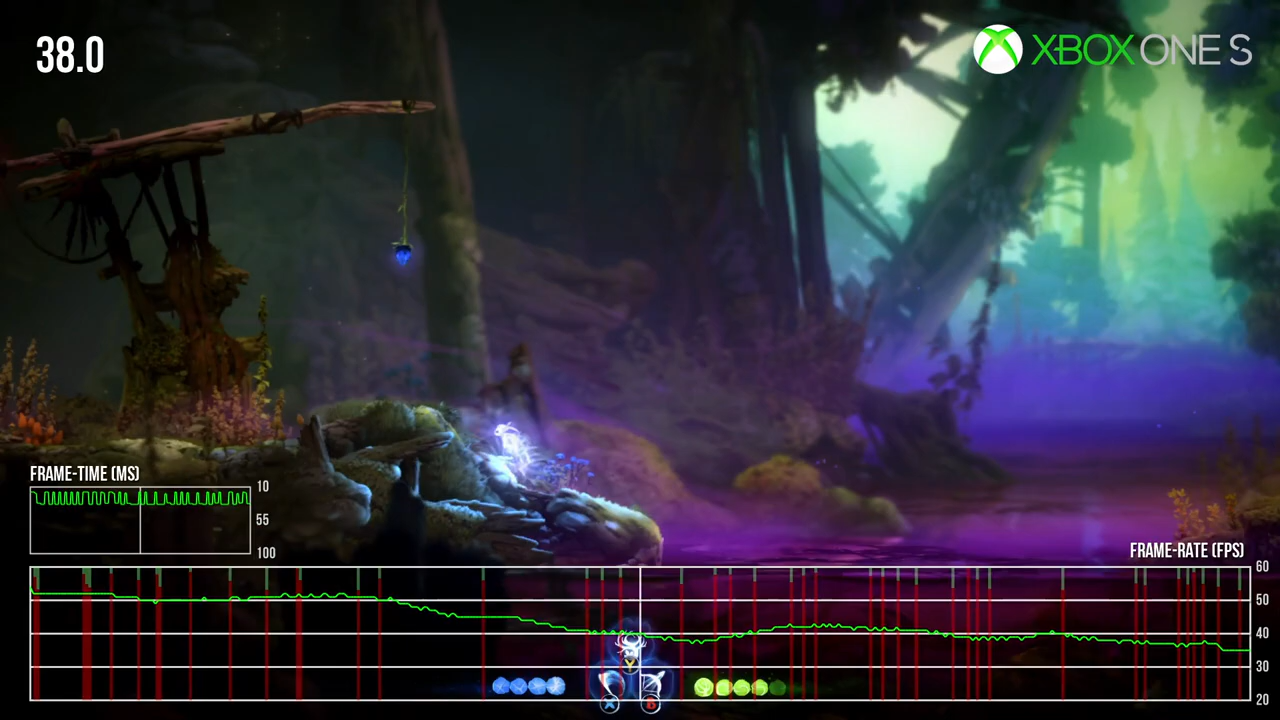 38.0
XBOX ONE S
FRAME-TIME (MS)
10
55
100
FRAME-RATE (FPS)
60
50
40
30
20
X
B